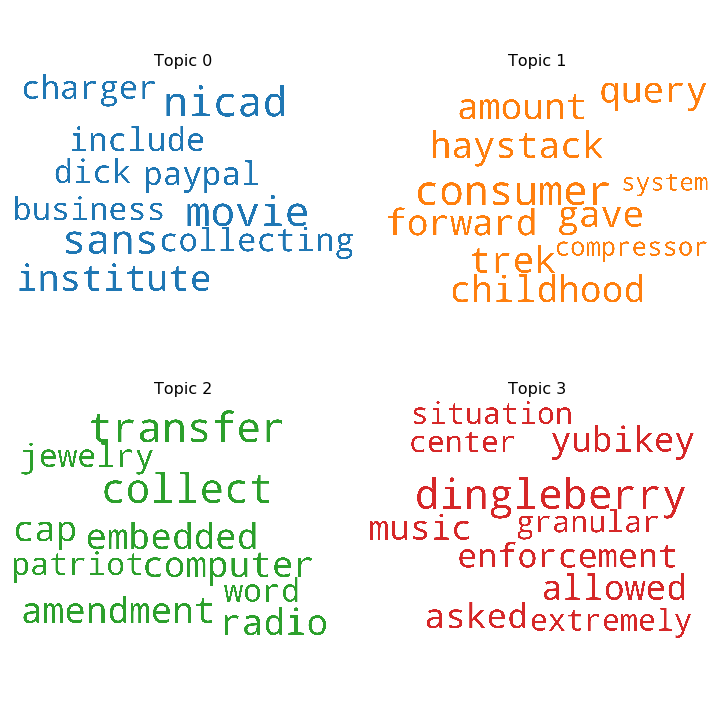 Topic 0
charger
nicad
include
dick paypal
business movie
sans collecting
institute
Topic 1
query
amount
haystack
consumer system
forward gave
trek compressor
childhood
Topic 2
transfer
jewelry
collect
cap embedded
patriot computer
word
amendment radio
Topic 3
situation
center yubikey
dingleberry
music granular
enforcement
allowed
asked extremely